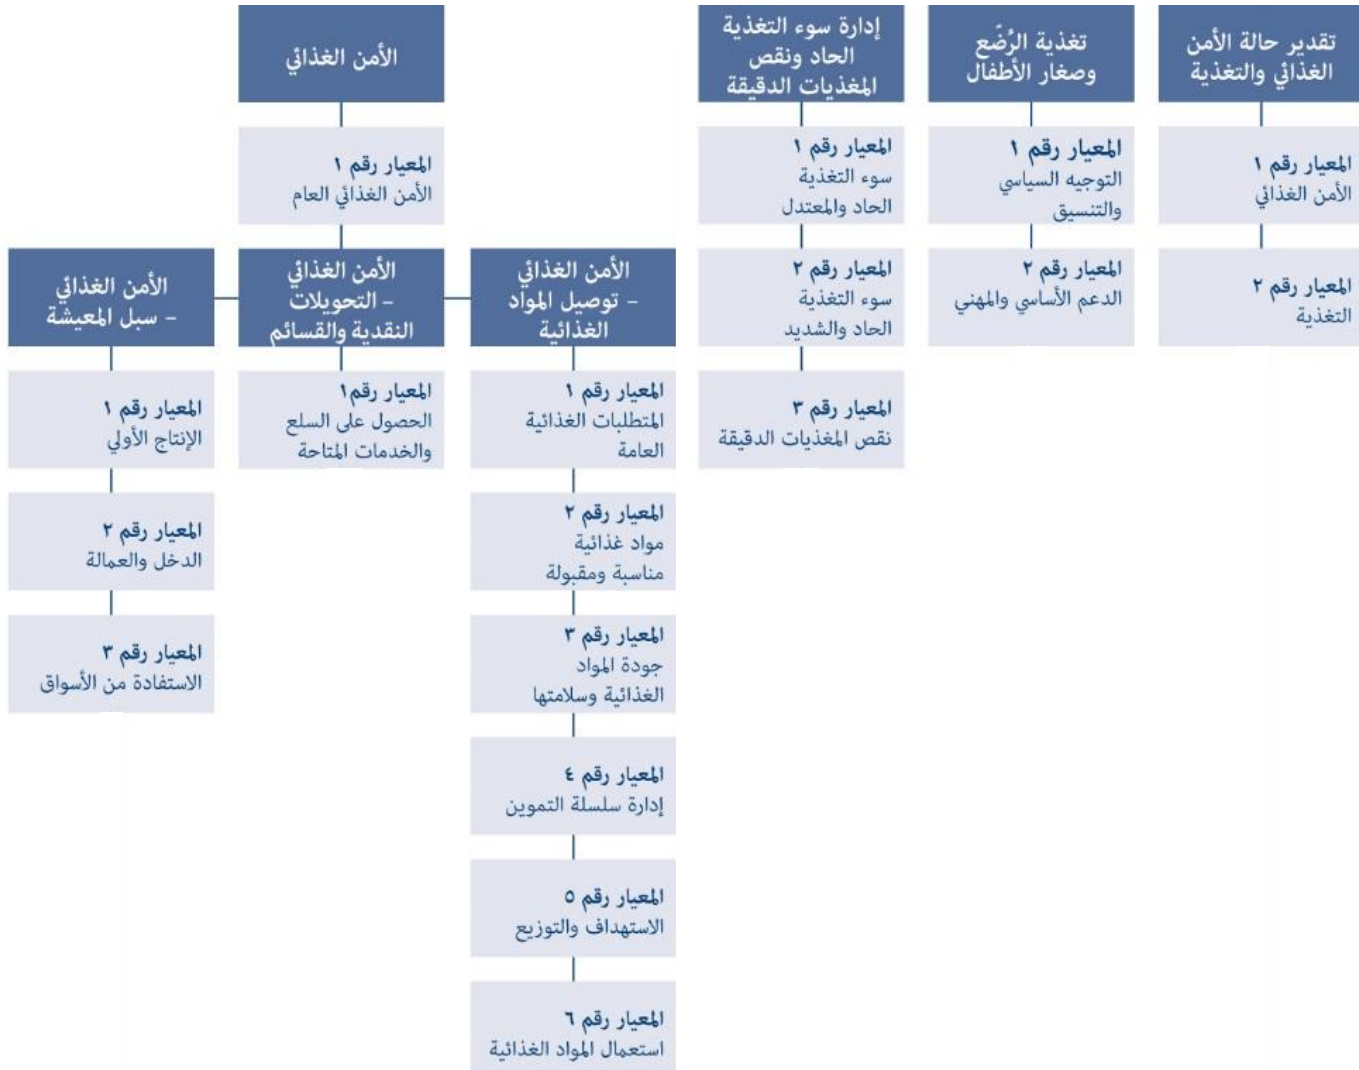 تقدير حالة الأمن
الغذائي والتغذية
المعيار رقم ١
الأمن الغذائي
المعيار رقم ٢
التغذية
تغذية الرُضّع
وصغار الأطفال
المعيار رقم ١
التوجيه السياسي
والتنسيق
المعيار رقم ٢
الدعم الأساسي والمهني
إدارة سوء التغذية
الحاد ونقص
المغذيات الدقيقة
المعيار رقم ١
سوء التغذية
الحاد والمعتدل
المعيار رقم ٢
سوء التغذية
الحاد والشديد
المعيار رقم ٣
نقص المغذيات الدقيقة
الأمن الغذائي
المعيار رقم ١
الأمن الغذائي العام
الأمن الغذائي
– توصيل المواد
الغذائية
المعيار رقم ١
المتطلبات الغذائية
العامة
المعيار رقم ٢
مواد غذائية
مناسبة ومقبولة
المعيار رقم ٣
جودة المواد
الغذائية وسلامتها
المعيار رقم ٤
إدارة سلسلة التموين
المعيار رقم ٥
الاستهداف والتوزيع
المعيار رقم ٦
استعمال المواد الغذائية
الأمن الغذائي
– التحويلات
النقدية والقسائم
المعيار رقم١
الحصول على السلع
والخدمات المتاحة
الأمن الغذائي
– سبل المعيشة
المعيار رقم ١
الإنتاج الأولي
المعيار رقم ٢
الدخل والعمالة
المعيار رقم ٣
الاستفادة من الأسواق